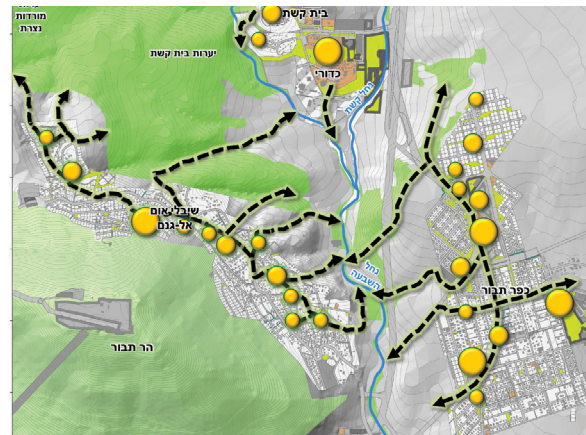 מורדות
נצרת
בית קשת
יערות בית קשת
כדורי
נחל קשת
שיבלי-אום
אל-גנם
נחל
השבעה
כפר תבור
הר תבור